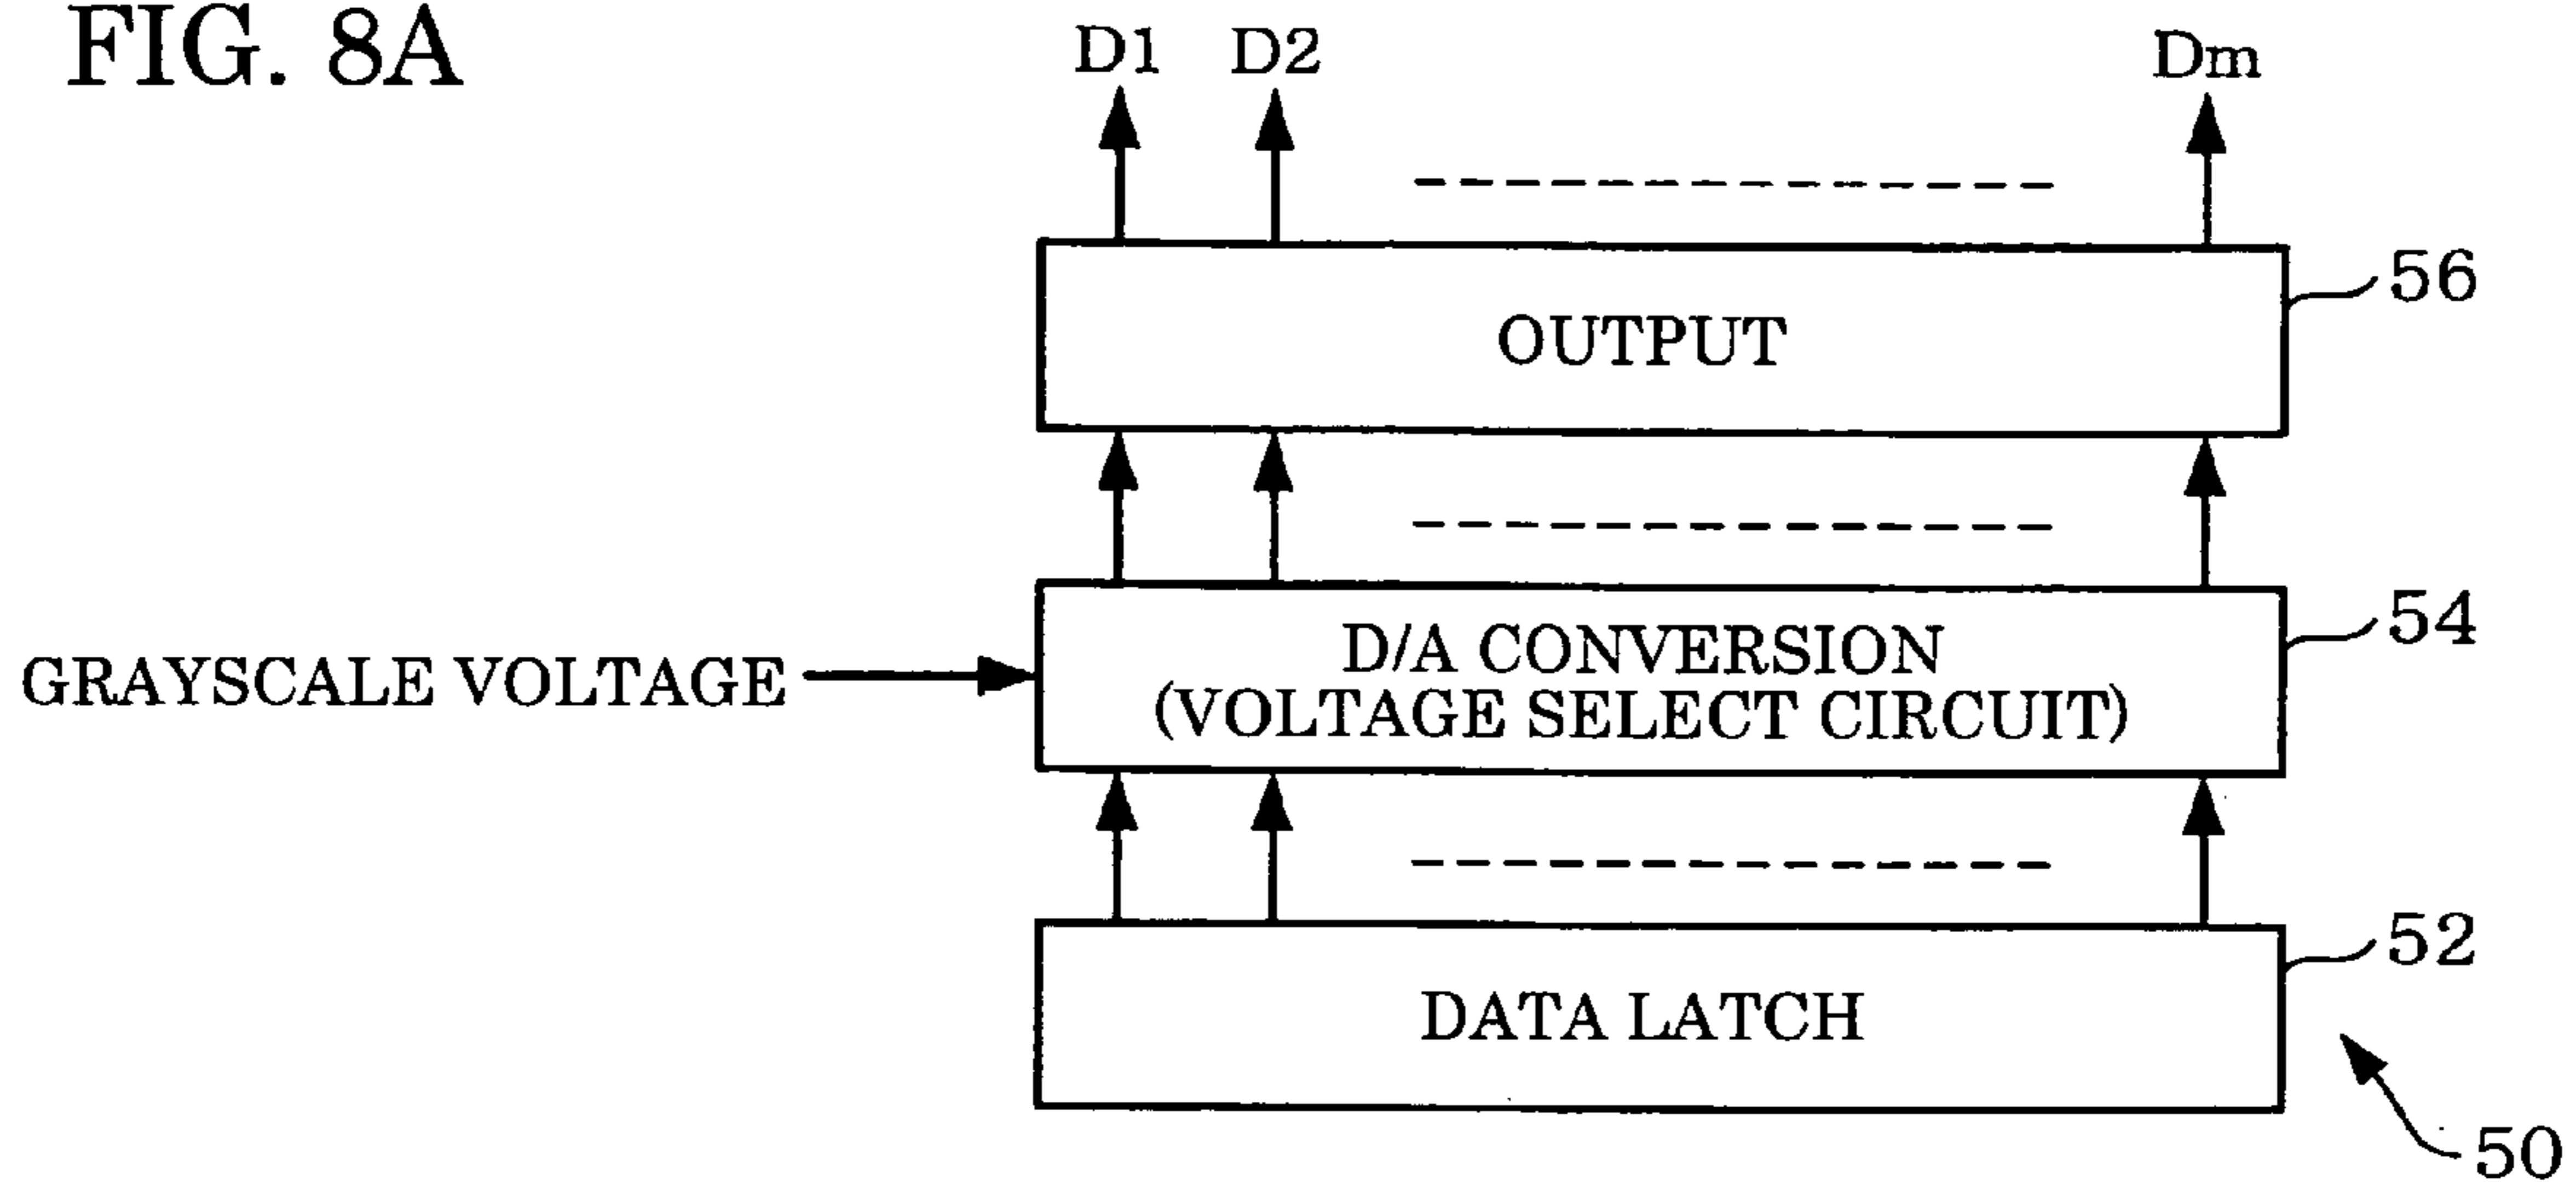 FIG. 8A
D1 D2 Dm
OUTPUT
56
GRAYSCALE VOLTAGE
D/A CONVERSION
(VOLTAGE SELECT CIRCUIT)
54
DATA LATCH
52
50